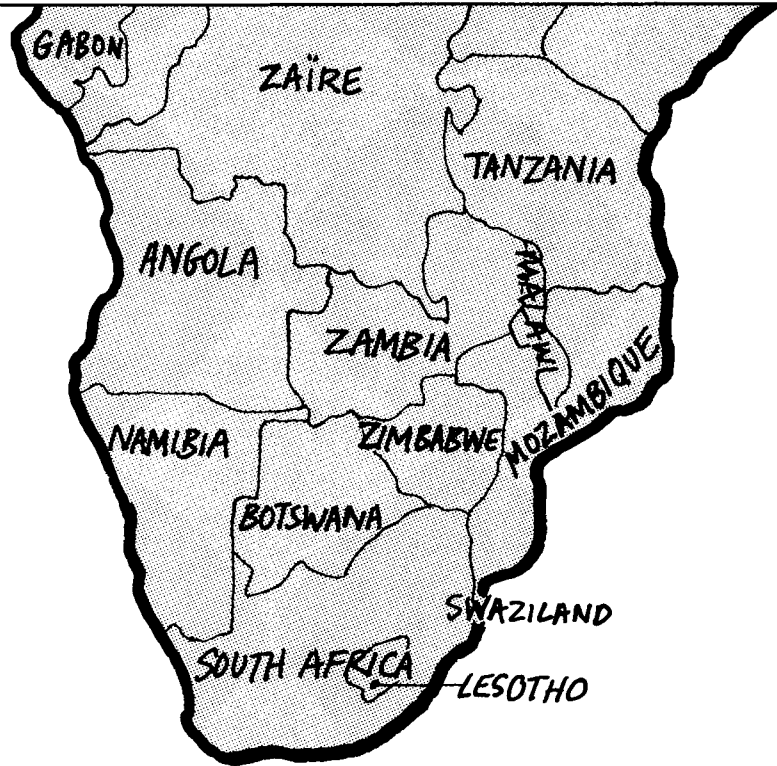 GABON
ZAÏRE
TANZANIA
ANGOLA
MALAWI
ZAMBIA
MOZAMBIQUE
NAMIBIA
ZIMBABWE
BOTSWANA
SWAZILAND
SOUTH AFRICA
LESOTHO